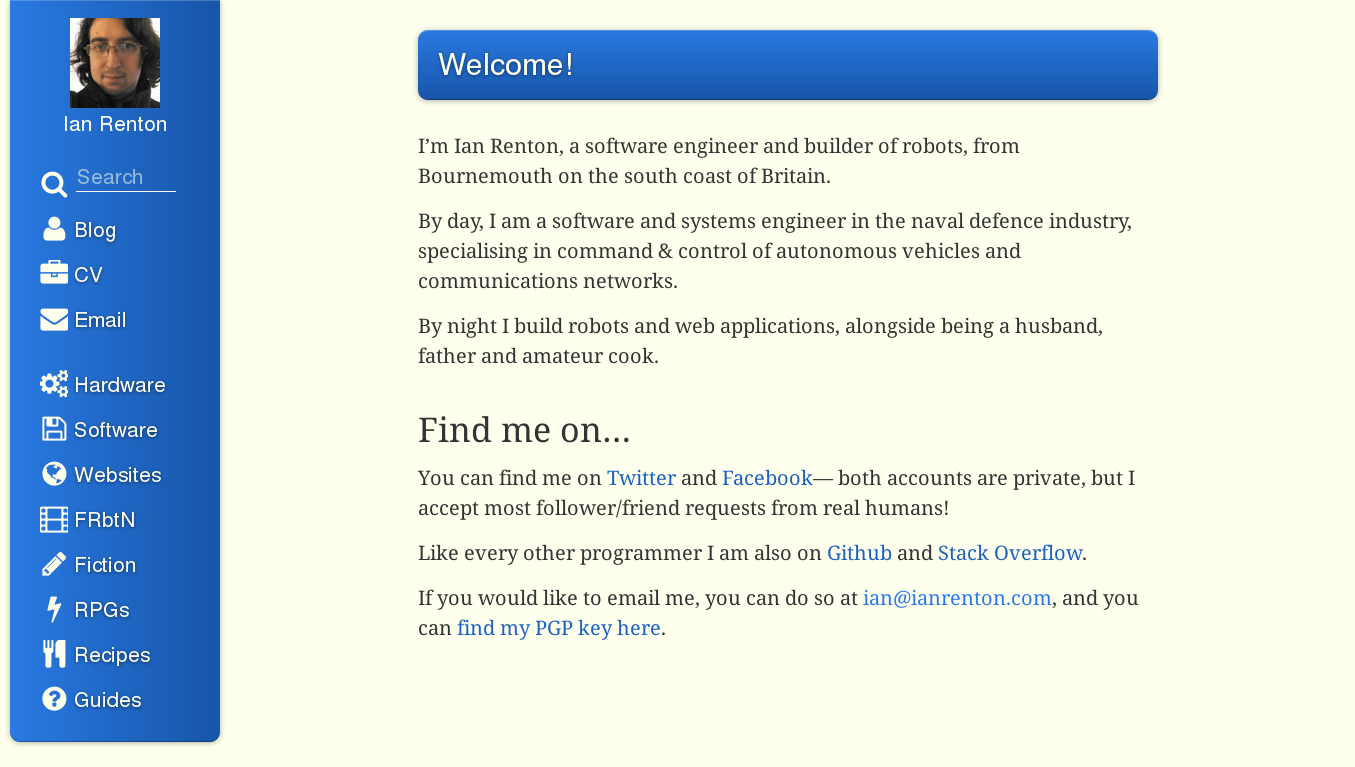 Ian Renton
Search
Blog
CV
Email
Hardware
Software
Websites
FRbtN
Fiction
RPGs
Recipes
Guides
Welcome!
I’m Ian Renton, a software engineer and builder of robots, from
Bournemouth on the south coast of Britain.
By day, I am a software and systems engineer in the naval defence industry,
specialising in command & control of autonomous vehicles and
communications networks.
By night I build robots and web applications, alongside being a husband,
father and amateur cook.
Find me on…
You can find me on Twitter and Facebook— both accounts are private, but I
accept most follower/friend requests from real humans!
Like every other programmer I am also on Github and Stack Overflow.
If you would like to email me, you can do so at ian@ianrenton.com, and you
can find my PGP key here.